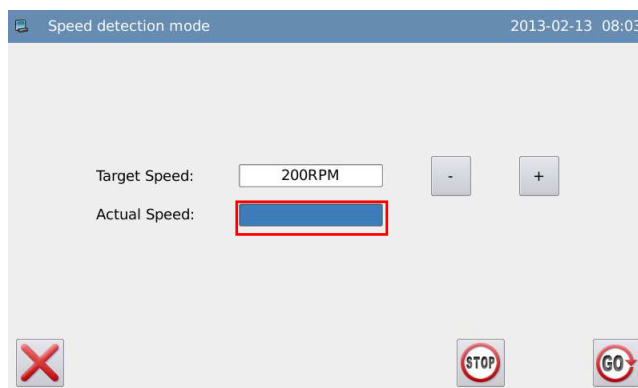 Speed detection mode 2013-02-13 08:03
Target Speed: 200RPM - +
Actual Speed:
STOP GO